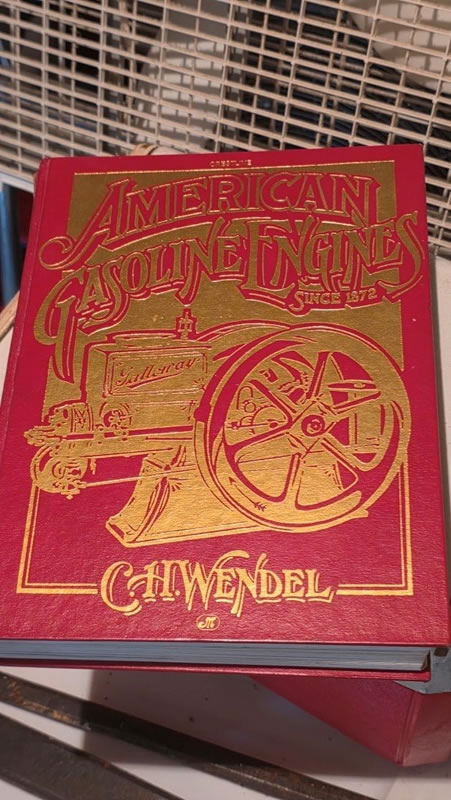 CRESTLINE
AMERICAN
GASOLINE ENGINES
SINCE 1872
Galloway
C.H. WENDEL
M